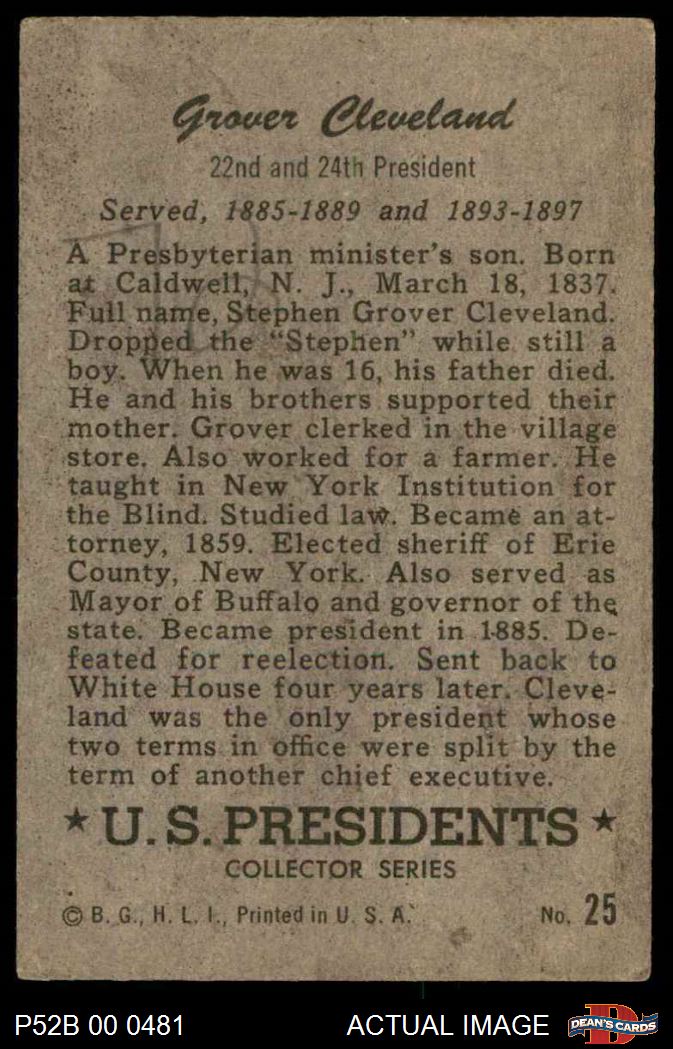 Grover Cleveland
22nd and 24th President
Served, 1885-1889 and 1893-1897
A Presbyterian minister's son. Born
at Caldwell, N. J., March 18, 1837.
Full name, Stephen Grover Cleveland.
Dropped the "Stephen" while still a
boy. When he was 16, his father died.
He and his brothers supported their
mother. Grover clerked in the village
store. Also worked for a farmer. He
taught in New York Institution for
the Blind. Studied law. Became an at-
torney, 1859. Elected sheriff of Erie
County, New York. Also served as
Mayor of Buffalo and governor of the
state. Became president in 1885. De-
feated for reelection. Sent back to
White House four years later. Cleve-
land was the only president whose
two terms in office were split by the
term of another chief executive.
★ U. S. PRESIDENTS ★
COLLECTOR SERIES
© B. G., H. L. I., Printed in U. S. A. No. 25
P52B 00 0481 ACTUAL IMAGE DEAN'S CARDS